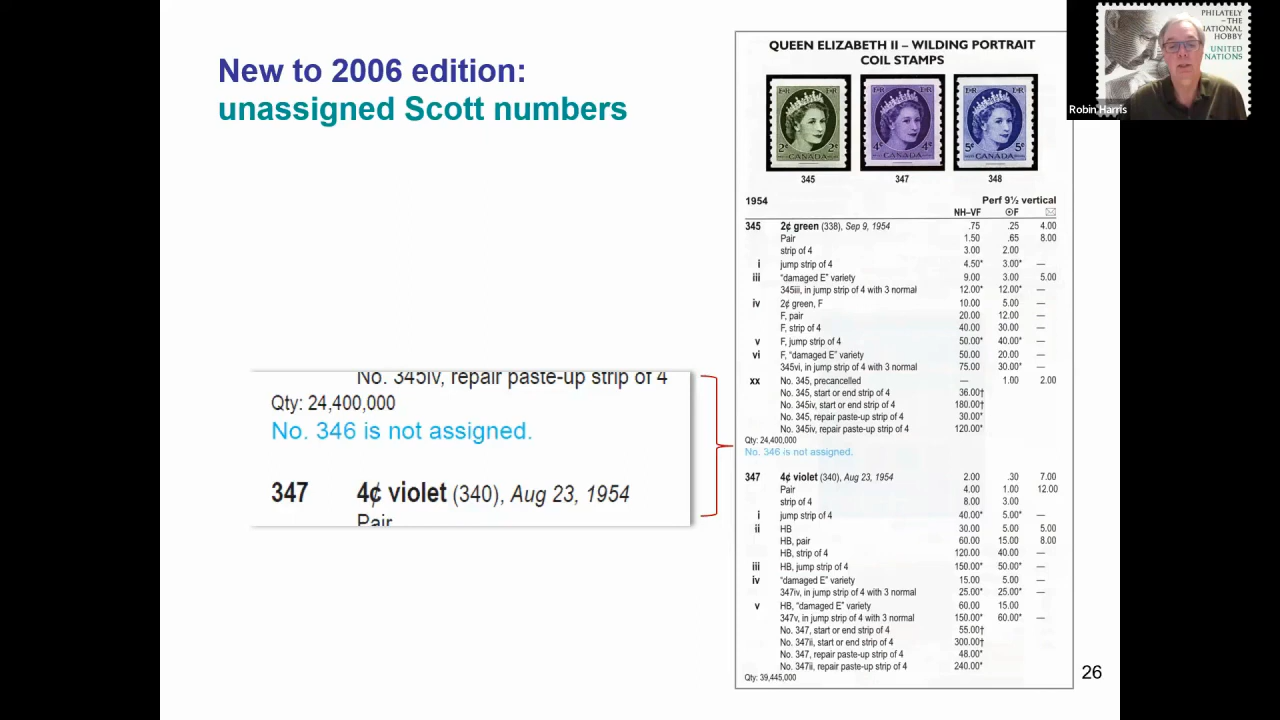 New to 2006 edition:
unassigned Scott numbers
No. 345iv, repair paste-up strip of 4
Qty: 24,400,000
No. 346 is not assigned.
347 4¢ violet (340), Aug 23, 1954
Pair
QUEEN ELIZABETH II – WILDING PORTRAIT
COIL STAMPS
E R E R E R E R E R E R
2¢ 2¢ 4¢ 4¢ 5¢ 5¢
CANADA CANADA CANADA
345 347 348
1954 Perf 9½ vertical
NH–VF ⊙F ✉
345 2¢ green (338), Sep 9, 1954 .75 .25 4.00
Pair 1.50 .65 8.00
strip of 4 3.00 2.00
i jump strip of 4 4.50* 3.00* —
iii "damaged E" variety 9.00 3.00 5.00
345iii, in jump strip of 4 with 3 normal 12.00* 12.00* —
iv 2¢ green, F 10.00 5.00 —
F, pair 20.00 12.00 —
F, strip of 4 40.00 30.00 —
v F, jump strip of 4 50.00* 40.00* —
vi F, "damaged E" variety 50.00 20.00 —
345vi, in jump strip of 4 with 3 normal 75.00 30.00* —
xx No. 345, precancelled — 1.00 2.00
No. 345, start or end strip of 4 36.00†
No. 345iv, start or end strip of 4 180.00†
No. 345, repair paste-up strip of 4 30.00*
No. 345iv, repair paste-up strip of 4 120.00*
Qty: 24,400,000
No. 346 is not assigned.
347 4¢ violet (340), Aug 23, 1954 2.00 .30 7.00
Pair 4.00 1.00 12.00
strip of 4 8.00 3.00
i jump strip of 4 40.00* 5.00* —
ii HB 30.00 5.00 5.00
HB, pair 60.00 15.00 8.00
HB, strip of 4 120.00 40.00 —
iii HB, jump strip of 4 150.00* 50.00* —
iv "damaged E" variety 15.00 5.00 —
347iv, in jump strip of 4 with 3 normal 25.00* 25.00* —
v HB, "damaged E" variety 60.00 15.00
347v, in jump strip of 4 with 3 normal 150.00* 60.00* —
No. 347, start or end strip of 4 55.00†
No. 347ii, start or end strip of 4 300.00†
No. 347, repair paste-up strip of 4 48.00*
No. 347ii, repair paste-up strip of 4 240.00*
Qty: 39,445,000
26
PHILATELY
–THE
NATIONAL
HOBBY
UNITED
NATIONS
Robin Harris